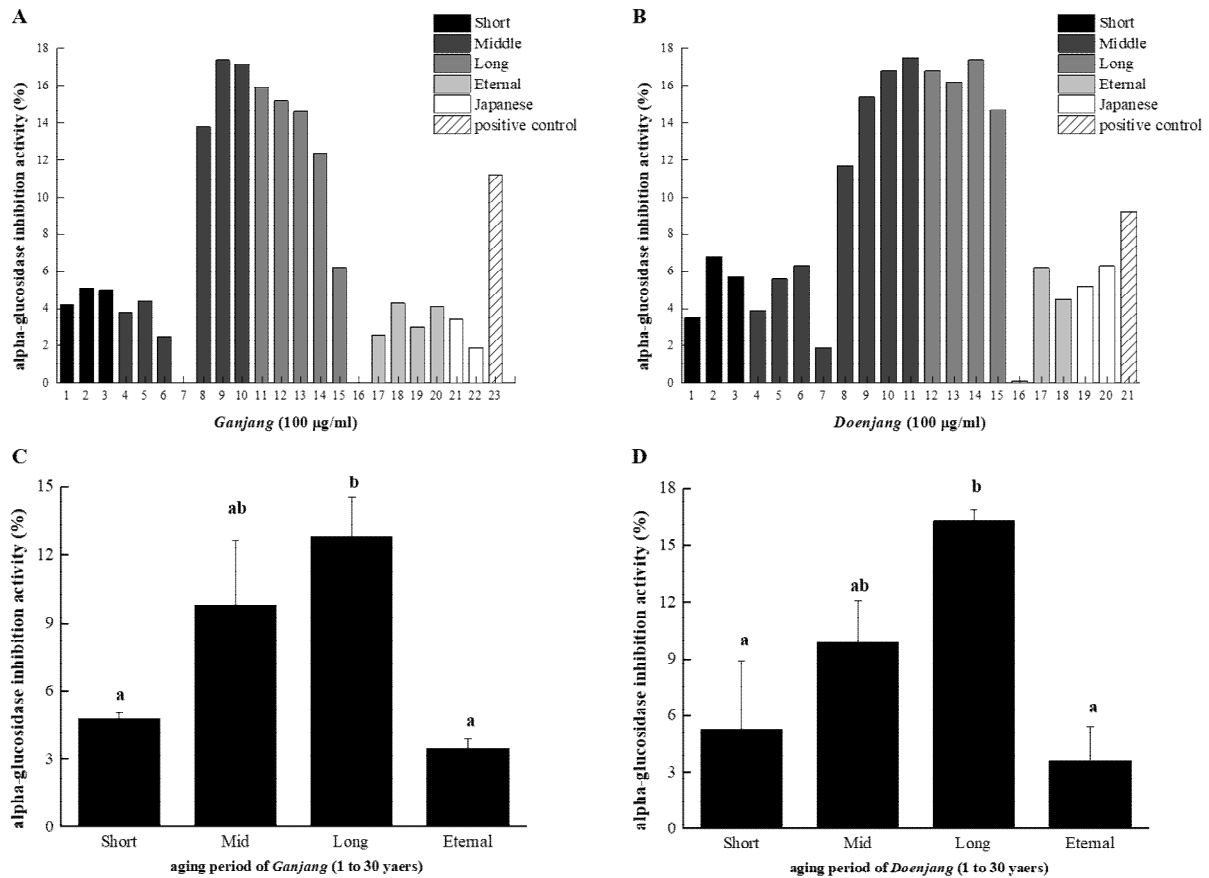 A
Short
Middle
Long
Eternal
Japanese
positive control
alpha-glucosidase inhibition activity (%)
18
16
14
12
10
8
6
4
2
0
1 2 3 4 5 6 7 8 9 10 11 12 13 14 15 16 17 18 19 20 21 22 23
Ganjang (100 µg/ml)
B
Short
Middle
Long
Eternal
Japanese
positive control
alpha-glucosidase inhibition activity (%)
18
16
14
12
10
8
6
4
2
0
1 2 3 4 5 6 7 8 9 10 11 12 13 14 15 16 17 18 19 20 21
Doenjang (100 µg/ml)
C
alpha-glucosidase inhibition activity (%)
15
12
9
6
3
0
a
ab
b
a
Short Mid Long Eternal
aging period of Ganjang (1 to 30 yaers)
D
alpha-glucosidase inhibition activity (%)
18
15
12
9
6
3
0
a
ab
b
a
Short Mid Long Eternal
aging period of Doenjang (1 to 30 yaers)